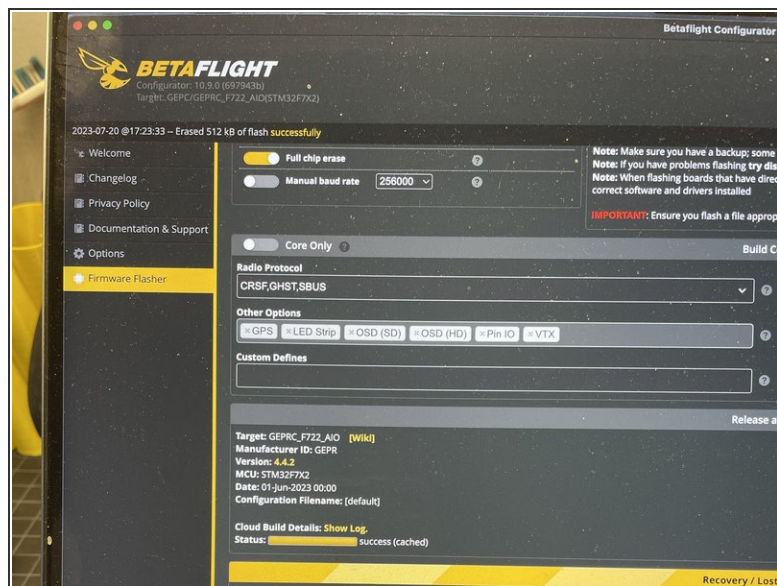 Betaflight Configurator
BETAFLIGHT
Configurator: 10.9.0 (697943b)
Target: GEPC/GEPRC_F722_AIO(STM32F7X2)
2023-07-20 @17:23:33 -- Erased 512 kB of flash successfully
Welcome
Changelog
Privacy Policy
Documentation & Support
Options
Firmware Flasher
Full chip erase
Manual baud rate
256000
Note: Make sure you have a backup; some
Note: If you have problems flashing try dis
Note: When flashing boards that have direc
correct software and drivers installed
IMPORTANT: Ensure you flash a file approp
Core Only
Build C
Radio Protocol
CRSF,GHST,SBUS
Other Options
×GPS ×LED Strip ×OSD (SD) ×OSD (HD) ×Pin IO ×VTX
Custom Defines
Release a
Target: GEPRC_F722_AIO [Wiki]
Manufacturer ID: GEPR
Version: 4.4.2
MCU: STM32F7X2
Date: 01-Jun-2023 00:00
Configuration Filename: [default]
Cloud Build Details: Show Log.
Status: success (cached)
Recovery / Lost